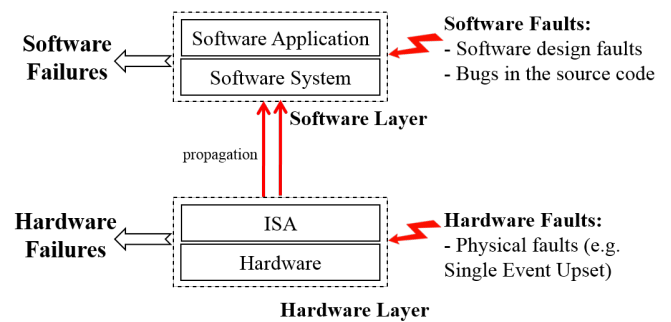 Software
Failures
Software Application
Software System
Software Faults:
- Software design faults
- Bugs in the source code
Software Layer
propagation
Hardware
Failures
ISA
Hardware
Hardware Faults:
- Physical faults (e.g.
Single Event Upset)
Hardware Layer